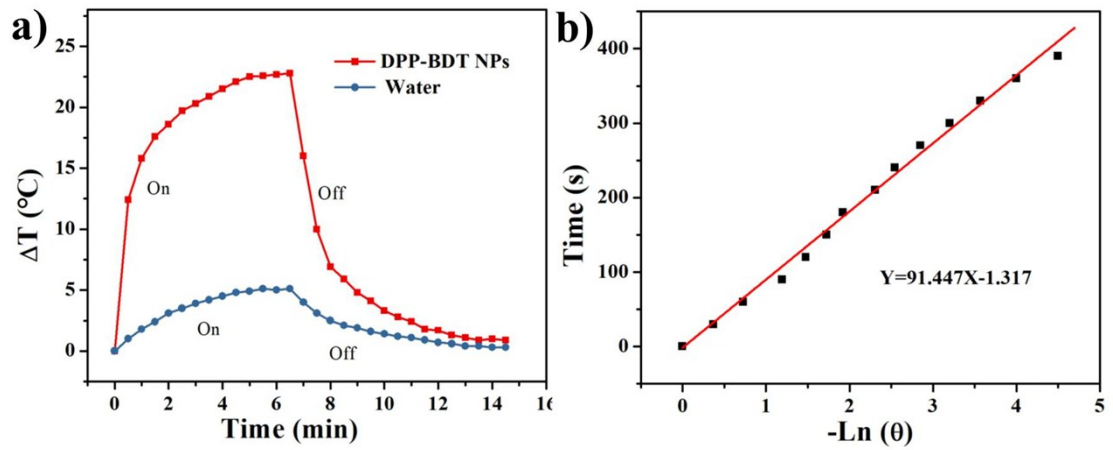 a)
DPP-BDT NPs
Water
On
Off
On
Off
ΔT (℃)
25
20
15
10
5
0
0 2 4 6 8 10 12 14 16
Time (min)
b)
Time (s)
400
300
200
100
0
Y=91.447X-1.317
0 1 2 3 4 5
-Ln (θ)